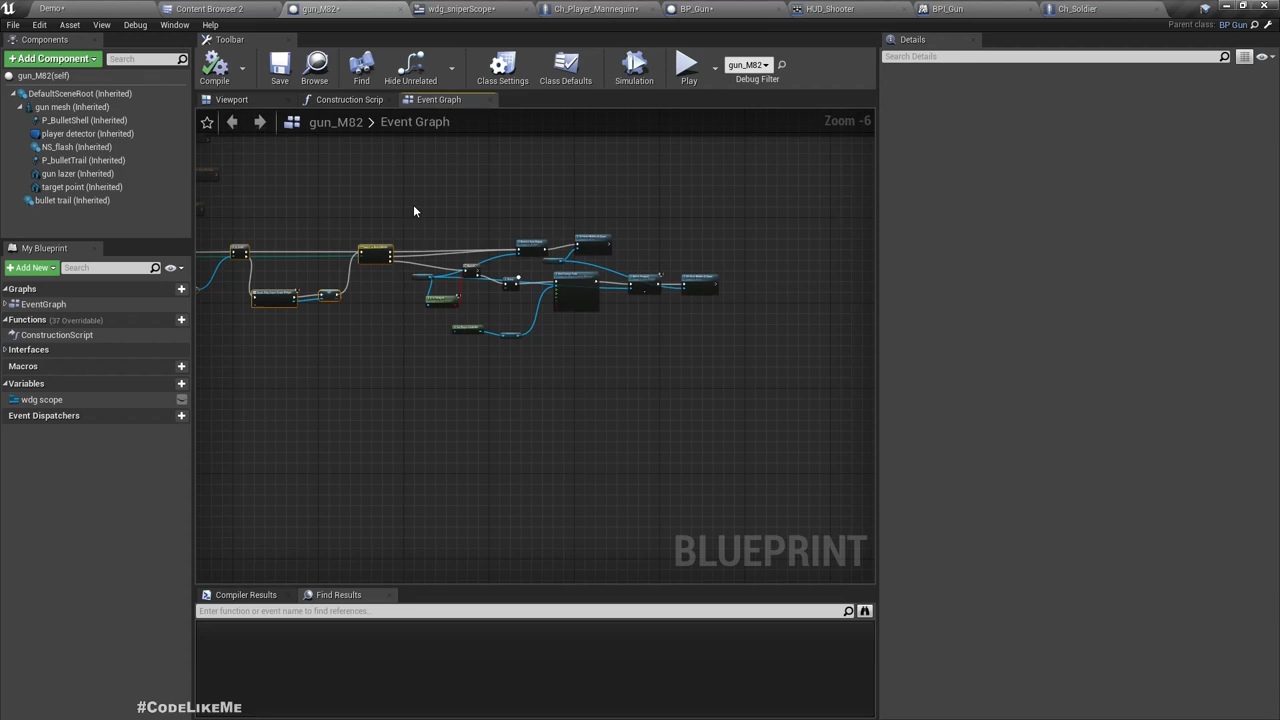 Demo*
Content Browser 2
gun_M82*
wdg_sniperScope*
Ch_Player_Mannequin*
BP_Gun*
HUD_Shooter
BPI_Gun
Ch_Soldier
File Edit Asset View Debug Window Help
Parent class: BP Gun
Components
Toolbar
Details
+Add Component
Search
Search Details
gun_M82(self)
Compile
Save
Browse
Find
Hide Unrelated
Class Settings
Class Defaults
Simulation
Play
gun_M82
Debug Filter
DefaultSceneRoot (Inherited)
gun mesh (Inherited)
P_BulletShell (Inherited)
player detector (Inherited)
NS_flash (Inherited)
P_bulletTrail (Inherited)
gun lazer (Inherited)
target point (Inherited)
bullet trail (Inherited)
Viewport
Construction Scrip
Event Graph
gun_M82 > Event Graph
Zoom -6
My Blueprint
+Add New
Search
Graphs
EventGraph
Functions (37 Overridable)
ConstructionScript
Interfaces
Macros
Variables
wdg scope
Event Dispatchers
BLUEPRINT
Compiler Results
Find Results
Enter function or event name to find references...
#CodeLikeMe